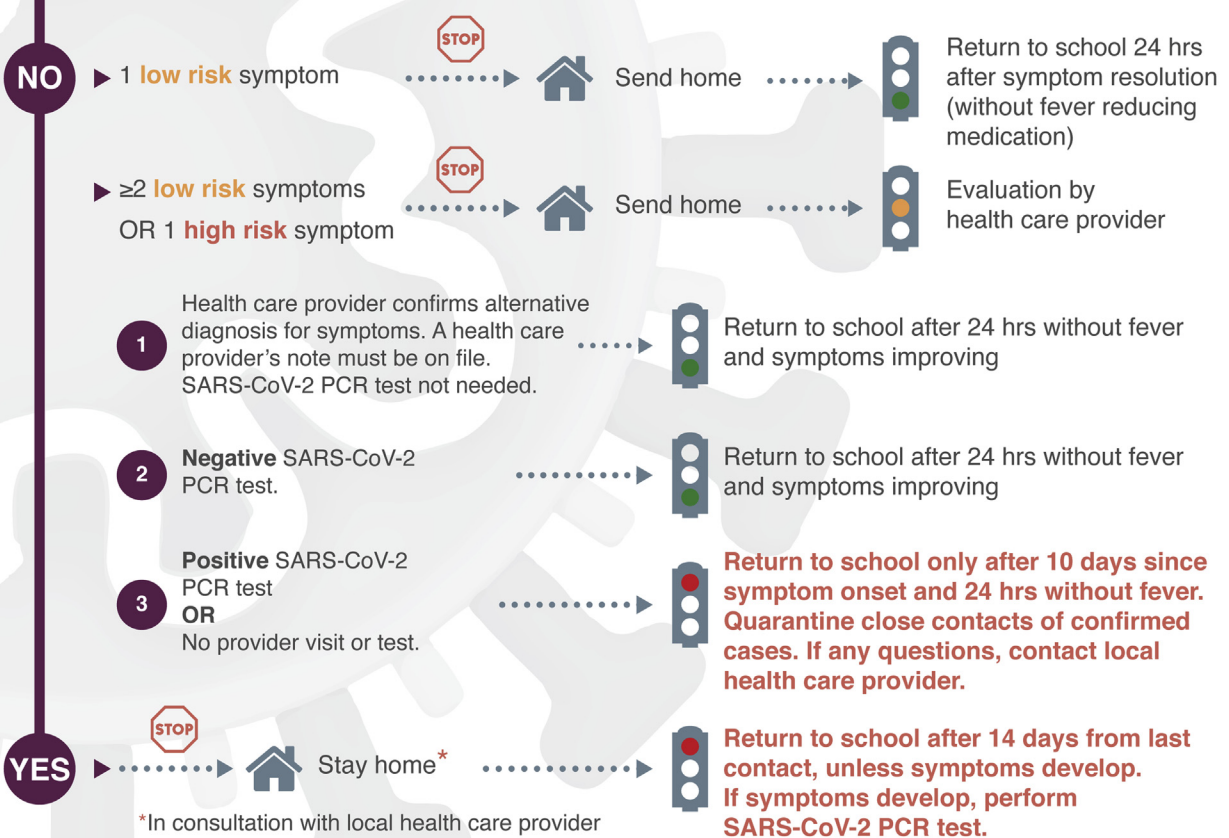 NO
1 low risk symptom
STOP
Send home
Return to school 24 hrs
after symptom resolution
(without fever reducing
medication)
≥2 low risk symptoms
OR 1 high risk symptom
STOP
Send home
Evaluation by
health care provider
1
Health care provider confirms alternative
diagnosis for symptoms. A health care
provider's note must be on file.
SARS-CoV-2 PCR test not needed.
Return to school after 24 hrs without fever
and symptoms improving
2
Negative SARS-CoV-2
PCR test.
Return to school after 24 hrs without fever
and symptoms improving
3
Positive SARS-CoV-2
PCR test
OR
No provider visit or test.
Return to school only after 10 days since
symptom onset and 24 hrs without fever.
Quarantine close contacts of confirmed
cases. If any questions, contact local
health care provider.
YES
STOP
Stay home*
Return to school after 14 days from last
contact, unless symptoms develop.
If symptoms develop, perform
SARS-CoV-2 PCR test.
*In consultation with local health care provider